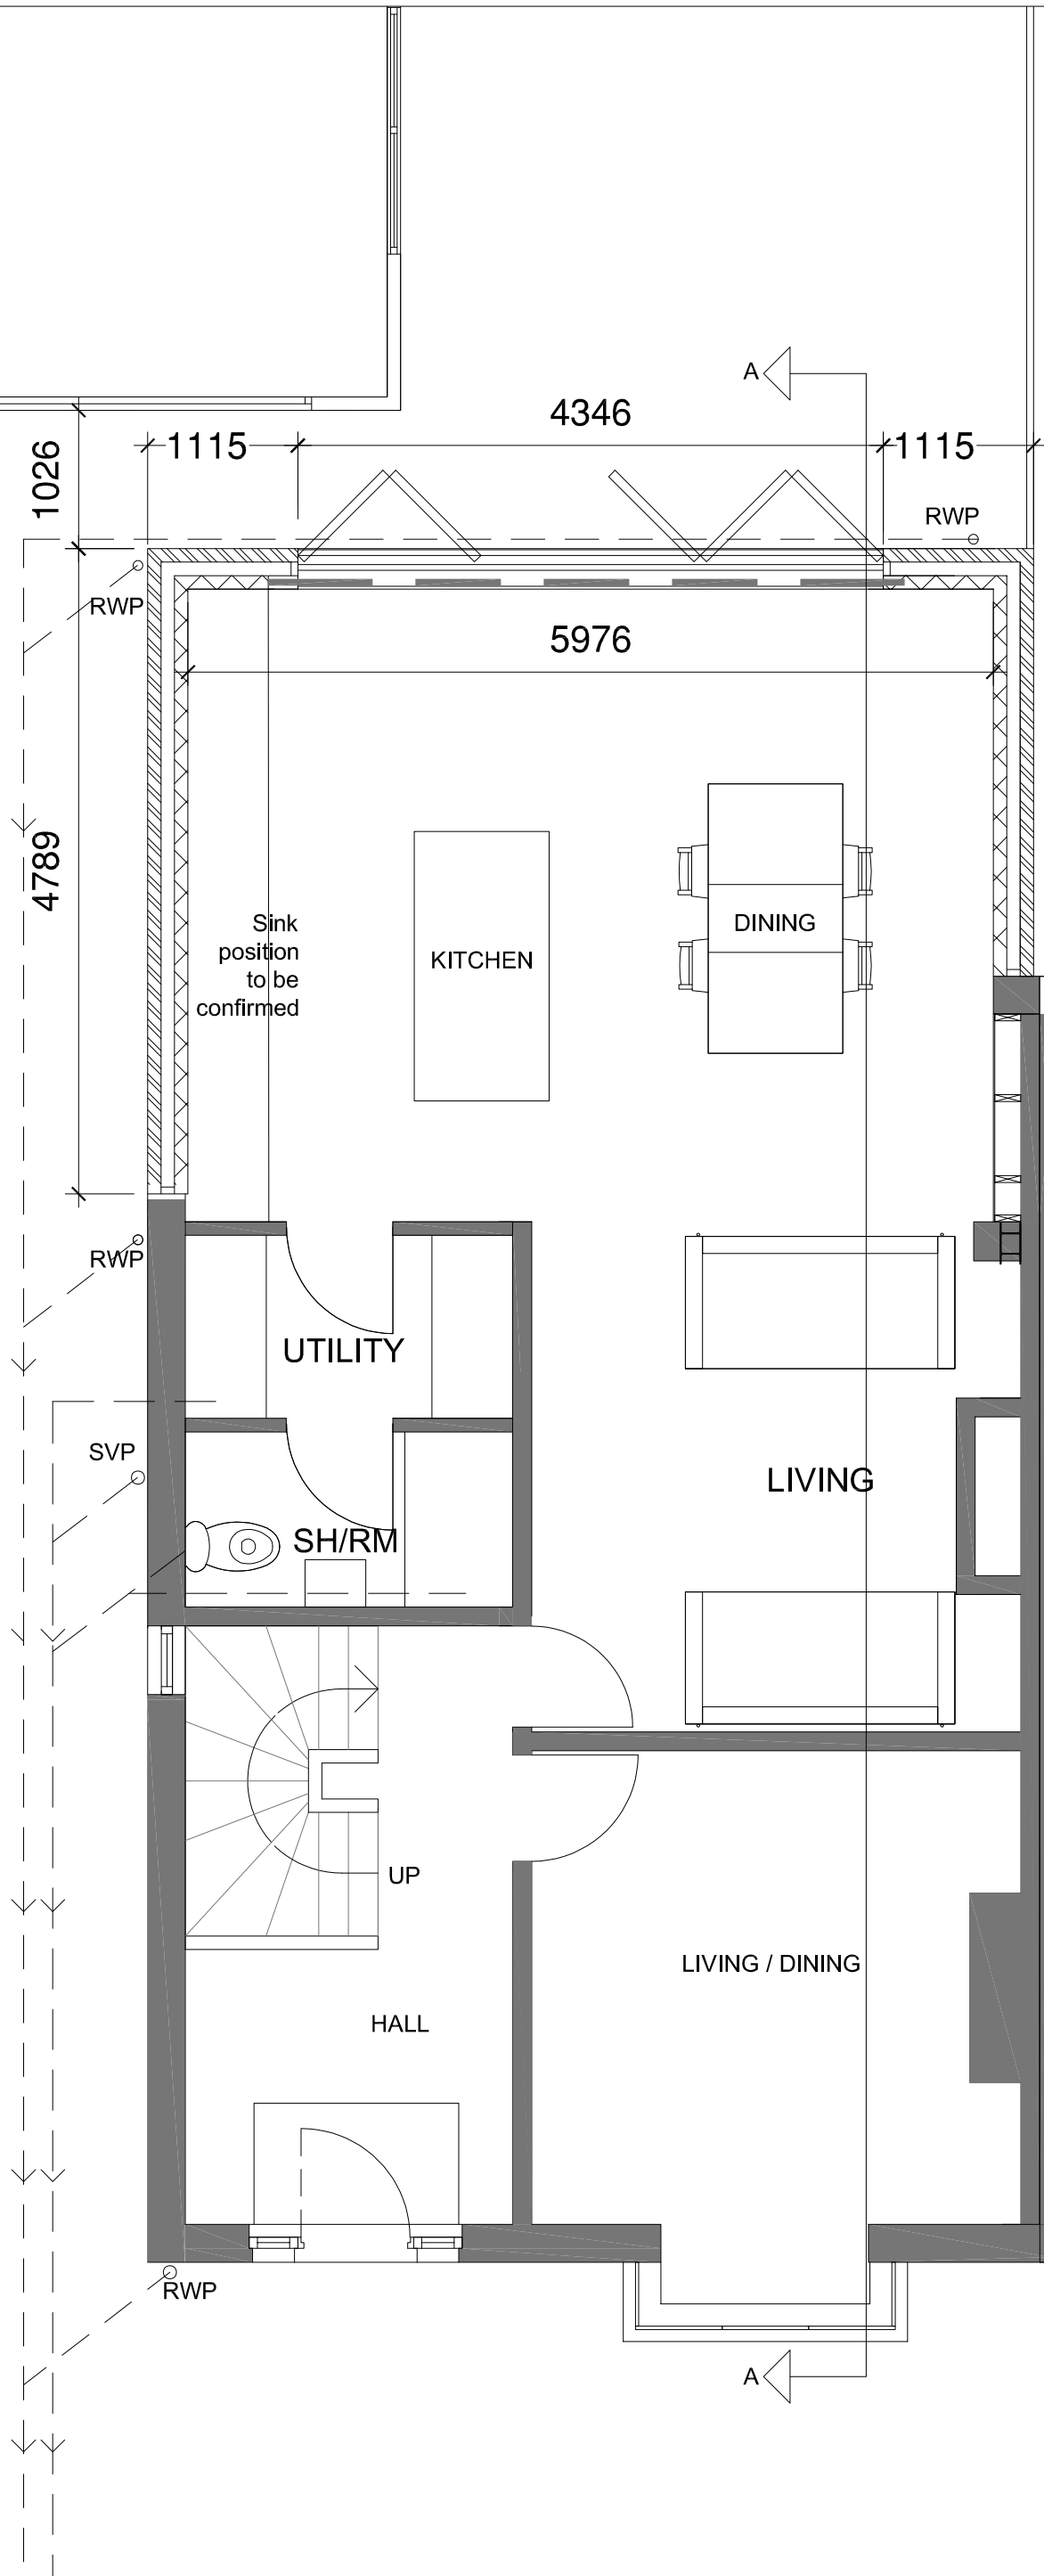 A
4346
1115
1115
1026
RWP
RWP
5976
4789
Sink
position
to be
confirmed
KITCHEN
DINING
RWP
UTILITY
SVP
LIVING
SH/RM
UP
LIVING / DINING
HALL
RWP
A